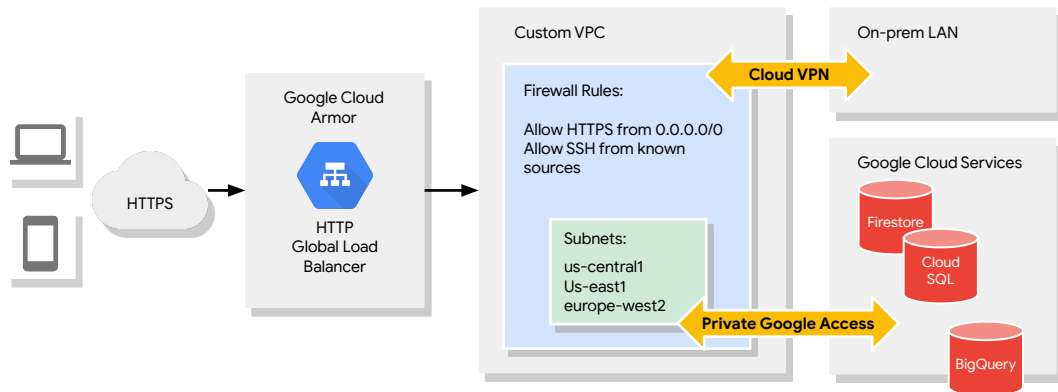 HTTPS
Google Cloud
Armor
HTTP
Global Load
Balancer
Custom VPC
Firewall Rules:
Allow HTTPS from 0.0.0.0/0
Allow SSH from known
sources
Subnets:
us-central1
Us-east1
europe-west2
Cloud VPN
On-prem LAN
Private Google Access
Google Cloud Services
Firestore
Cloud
SQL
BigQuery